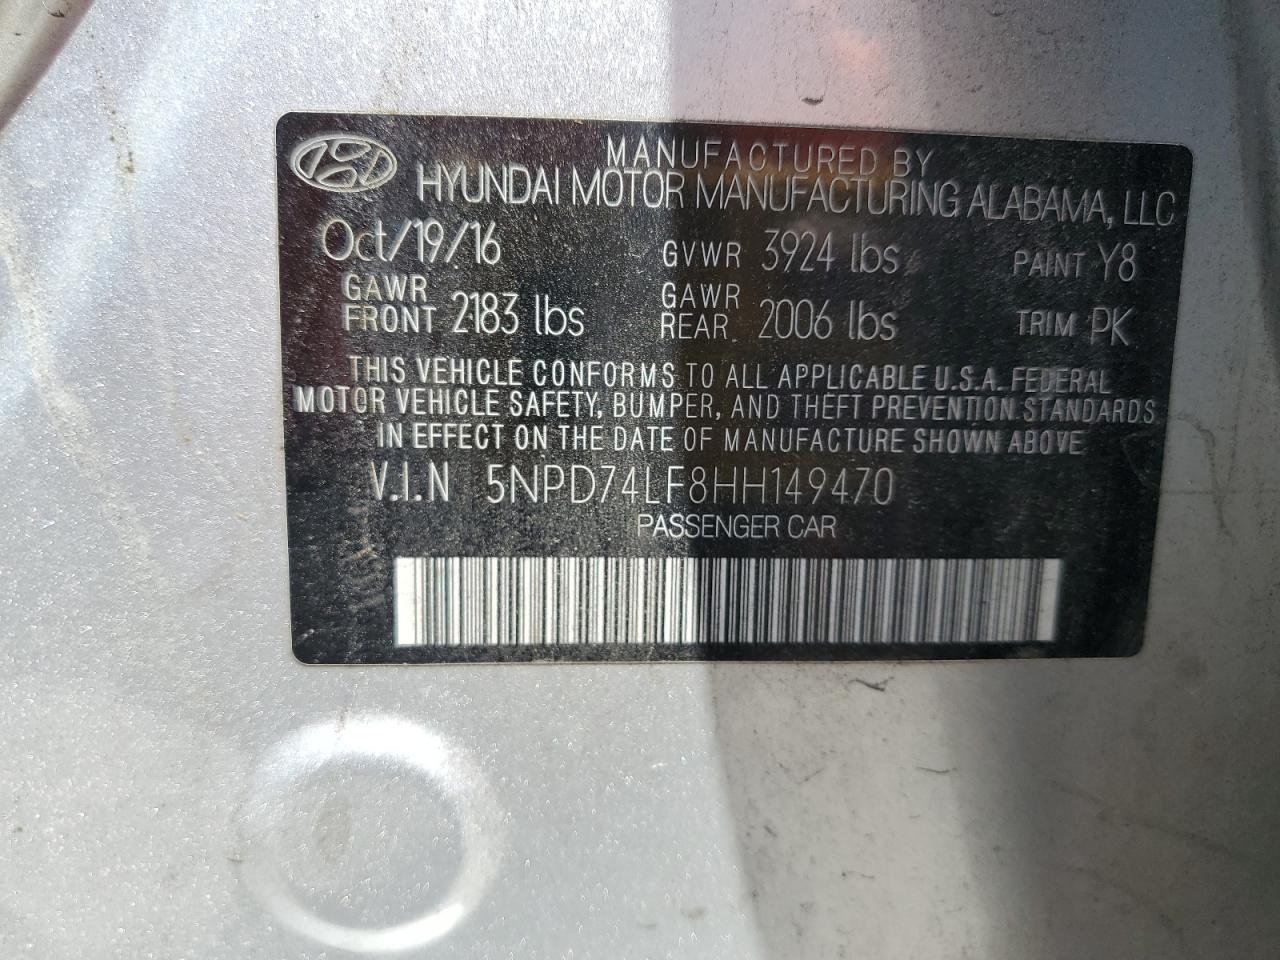 MANUFACTURED BY
HYUNDAI MOTOR MANUFACTURING ALABAMA, LLC
Oct/19/16 GVWR 3924 lbs PAINT Y8
GAWR FRONT 2183 lbs GAWR REAR 2006 lbs TRIM PK
THIS VEHICLE CONFORMS TO ALL APPLICABLE U.S.A. FEDERAL
MOTOR VEHICLE SAFETY, BUMPER, AND THEFT PREVENTION STANDARDS
IN EFFECT ON THE DATE OF MANUFACTURE SHOWN ABOVE
V.I.N 5NPD74LF8HH149470
PASSENGER CAR